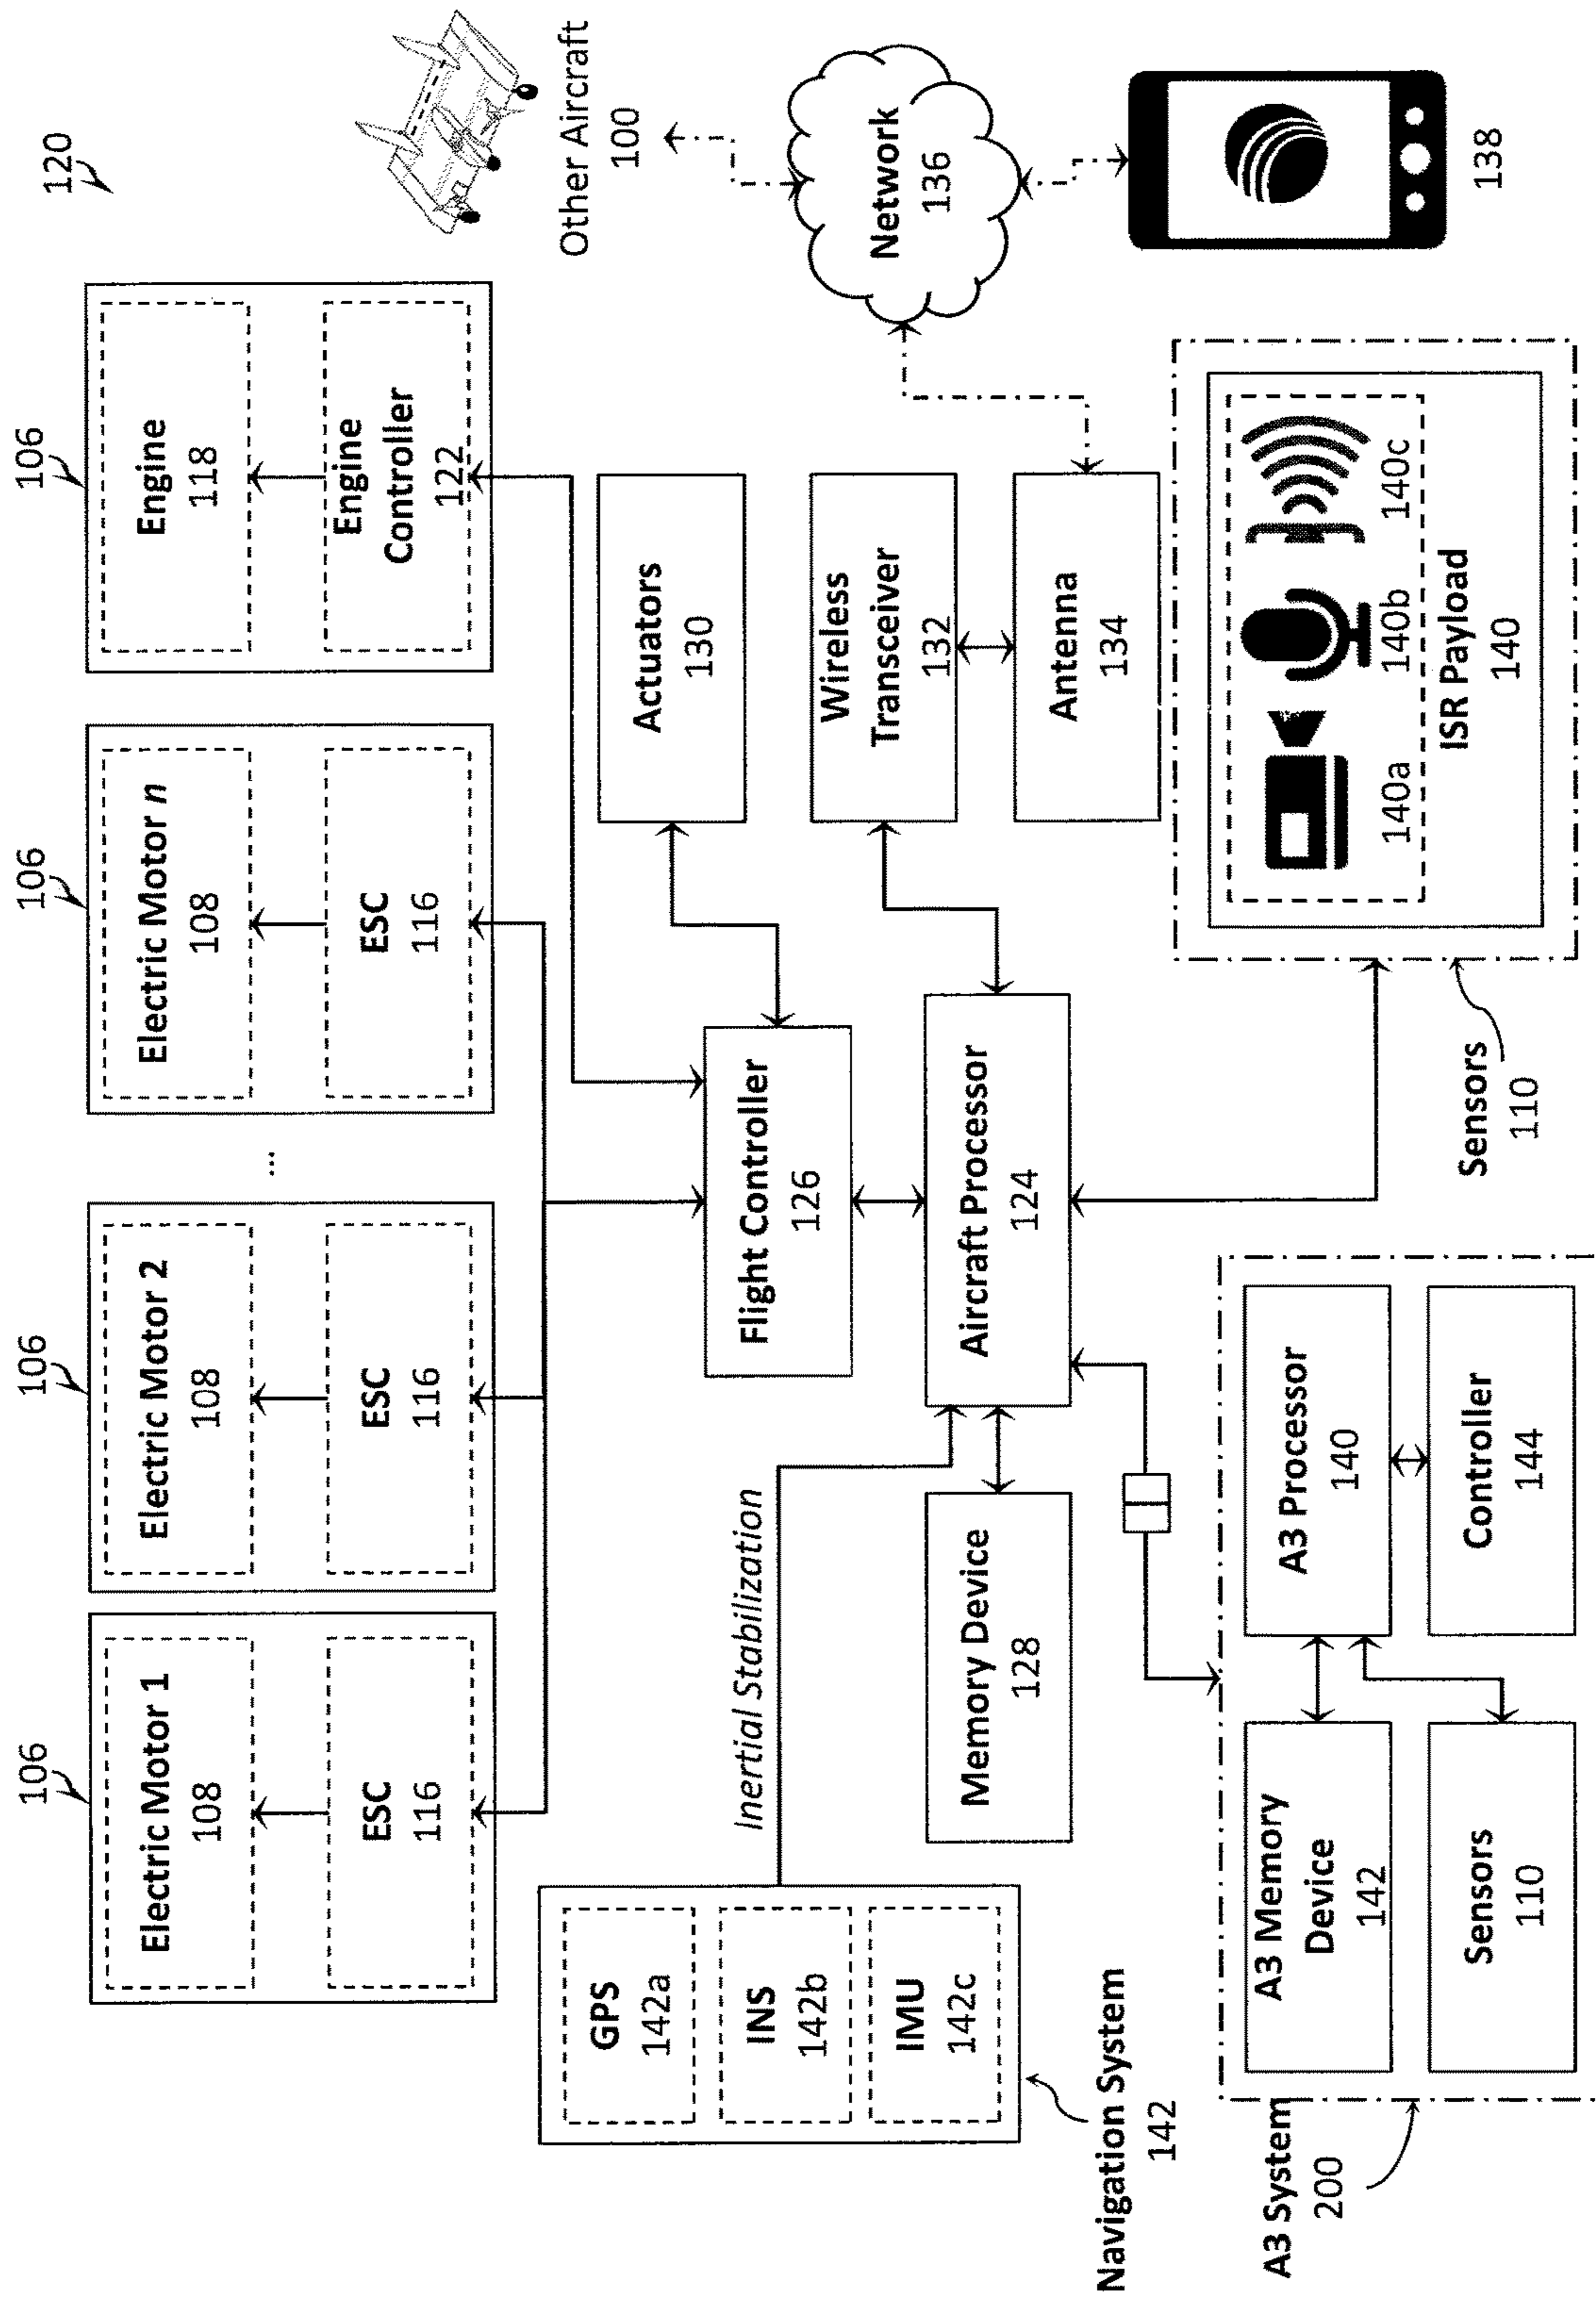 120
106
106
106
106
Electric Motor 1
108
ESC
116
Electric Motor 2
108
ESC
116
...
Electric Motor n
108
ESC
116
Engine
118
Engine
Controller
122
Other Aircraft
100
Network
136
138
GPS
142a
INS
142b
IMU
142c
Navigation System
142
Inertial Stabilization
Flight Controller
126
Actuators
130
Aircraft Processor
124
Memory Device
128
Wireless
Transceiver
132
Antenna
134
A3 System
200
A3 Memory
Device
142
A3 Processor
140
Sensors
110
Controller
144
Sensors
110
140a
140b
140c
ISR Payload
140